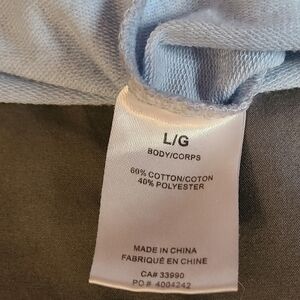 L/G
BODY/CORPS
60% COTTON/COTON
40% POLYESTER
MADE IN CHINA
FABRIQUÉ EN CHINE
CA# 33990
PO # 4004242